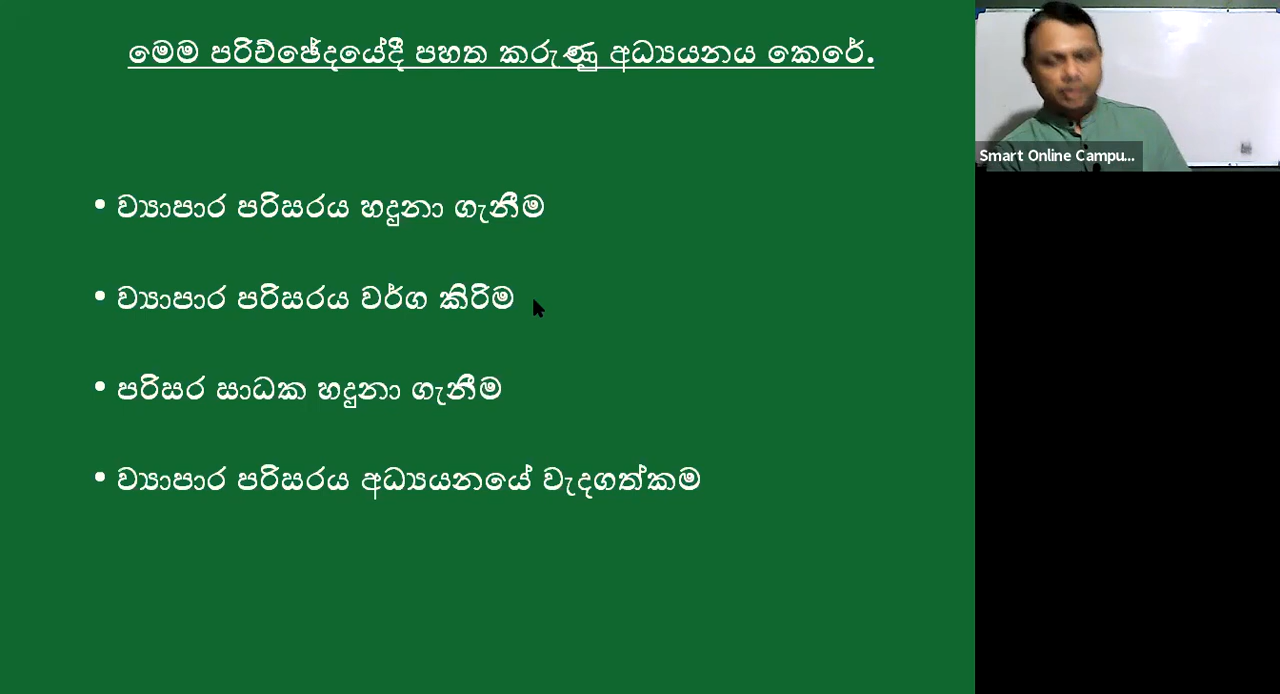 මෙම පරිච්ඡේදයේදී පහත කරුණු අධ්‍යයනය කෙරේ.
• ව්‍යාපාර පරිසරය හදුනා ගැනීම
• ව්‍යාපාර පරිසරය වර්ග කිරිම
• පරිසර සාධක හදුනා ගැනීම
• ව්‍යාපාර පරිසරය අධ්‍යයනයේ වැදගත්කම
Smart Online Campu...